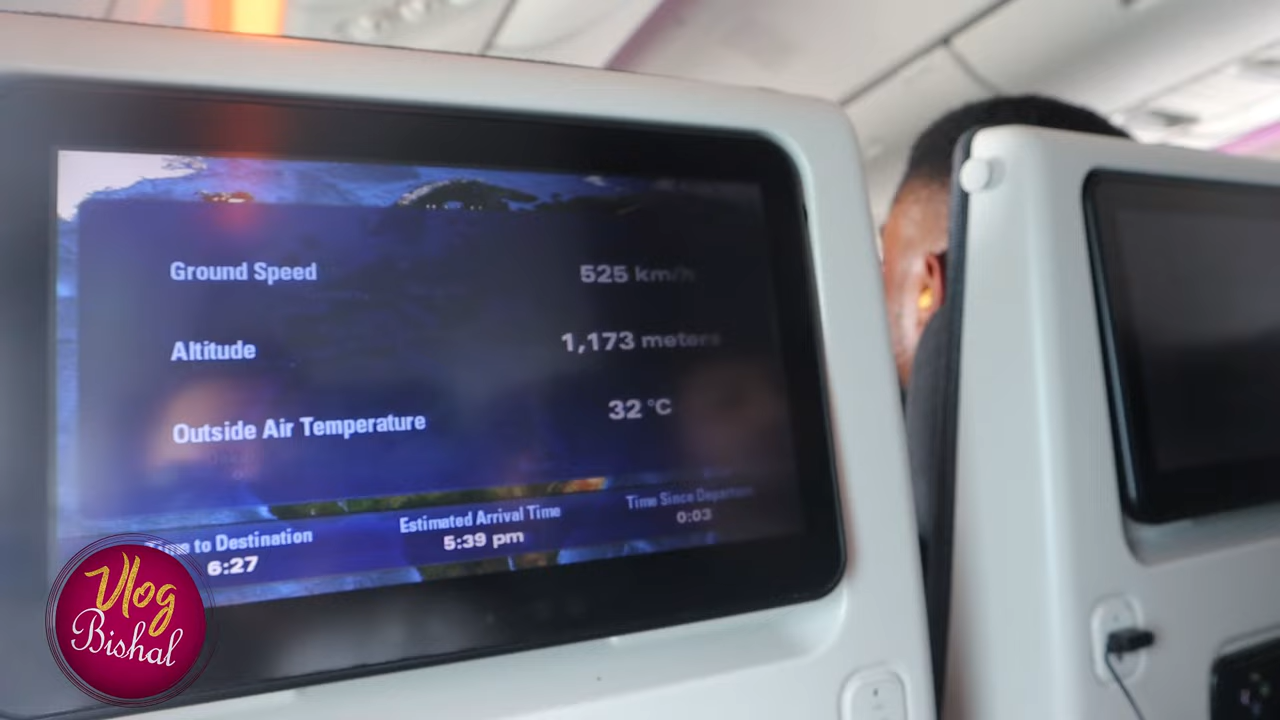 Ground Speed 525 km/h
Altitude 1,173 meters
Outside Air Temperature 32 °C
Time to Destination Estimated Arrival Time Time Since Departure
6:27 5:39 pm 0:03
Vlog
Bishal